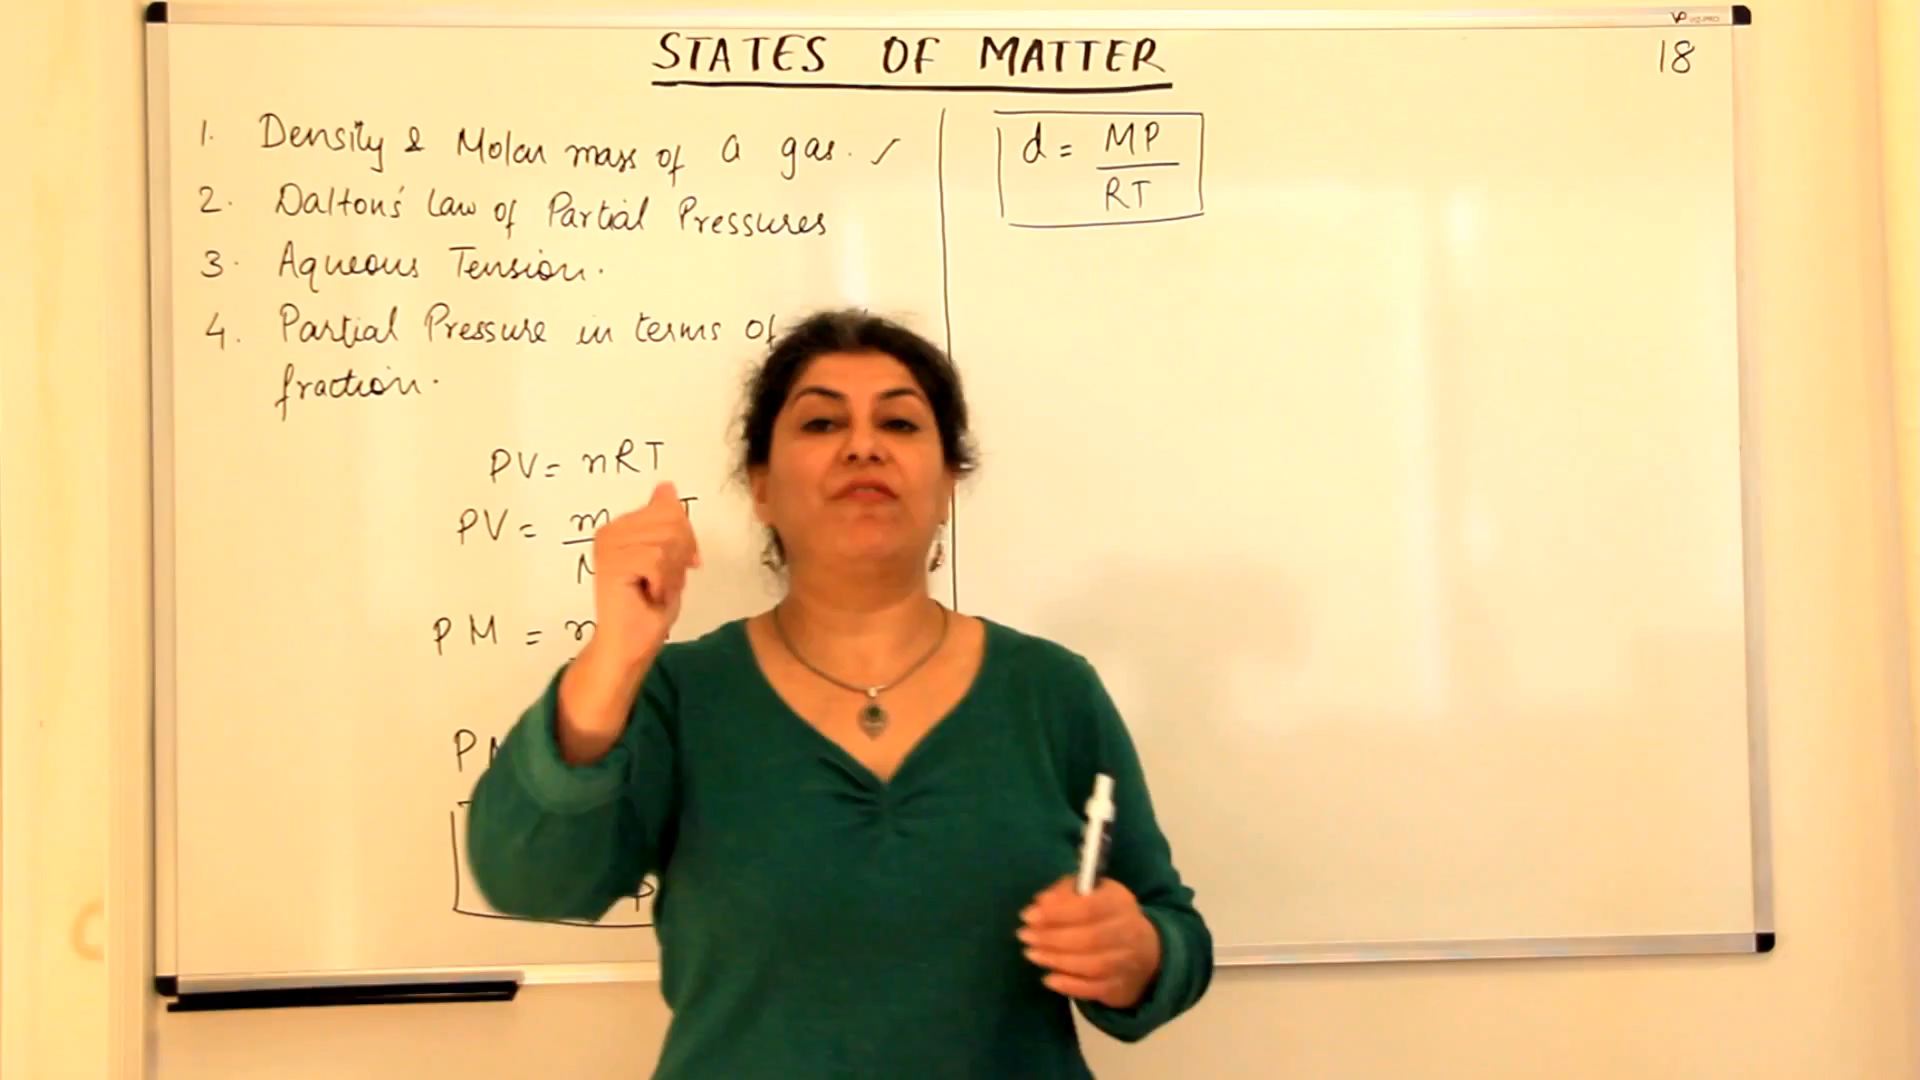 STATES OF MATTER
18
1. Density & Molar mass of a gas. ✓
2. Dalton's Law of Partial Pressures
3. Aqueous Tension.
4. Partial Pressure in terms of
fraction.
PV = nRT
PV = m T
PM =
P
P
d = MP
RT